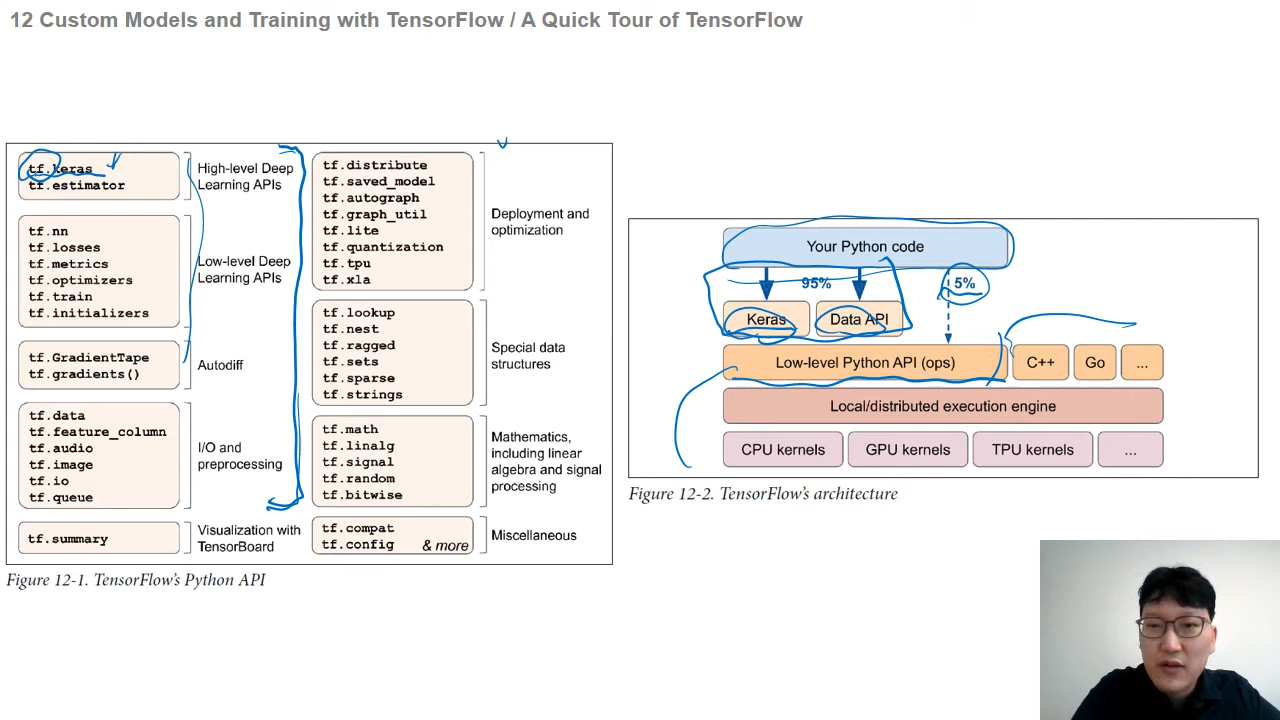 12 Custom Models and Training with TensorFlow / A Quick Tour of TensorFlow
tf.keras
tf.estimator
High-level Deep
Learning APIs
tf.nn
tf.losses
tf.metrics
tf.optimizers
tf.train
tf.initializers
Low-level Deep
Learning APIs
tf.GradientTape
tf.gradients()
Autodiff
tf.data
tf.feature_column
tf.audio
tf.image
tf.io
tf.queue
I/O and
preprocessing
tf.summary
Visualization with
TensorBoard
tf.distribute
tf.saved_model
tf.autograph
tf.graph_util
tf.lite
tf.quantization
tf.tpu
tf.xla
Deployment and
optimization
tf.lookup
tf.nest
tf.ragged
tf.sets
tf.sparse
tf.strings
Special data
structures
tf.math
tf.linalg
tf.signal
tf.random
tf.bitwise
Mathematics,
including linear
algebra and signal
processing
tf.compat
tf.config & more
Miscellaneous
Figure 12-1. TensorFlow's Python API
Your Python code
95% 5%
Keras Data API
Low-level Python API (ops) C++ Go ...
Local/distributed execution engine
CPU kernels GPU kernels TPU kernels ...
Figure 12-2. TensorFlow's architecture